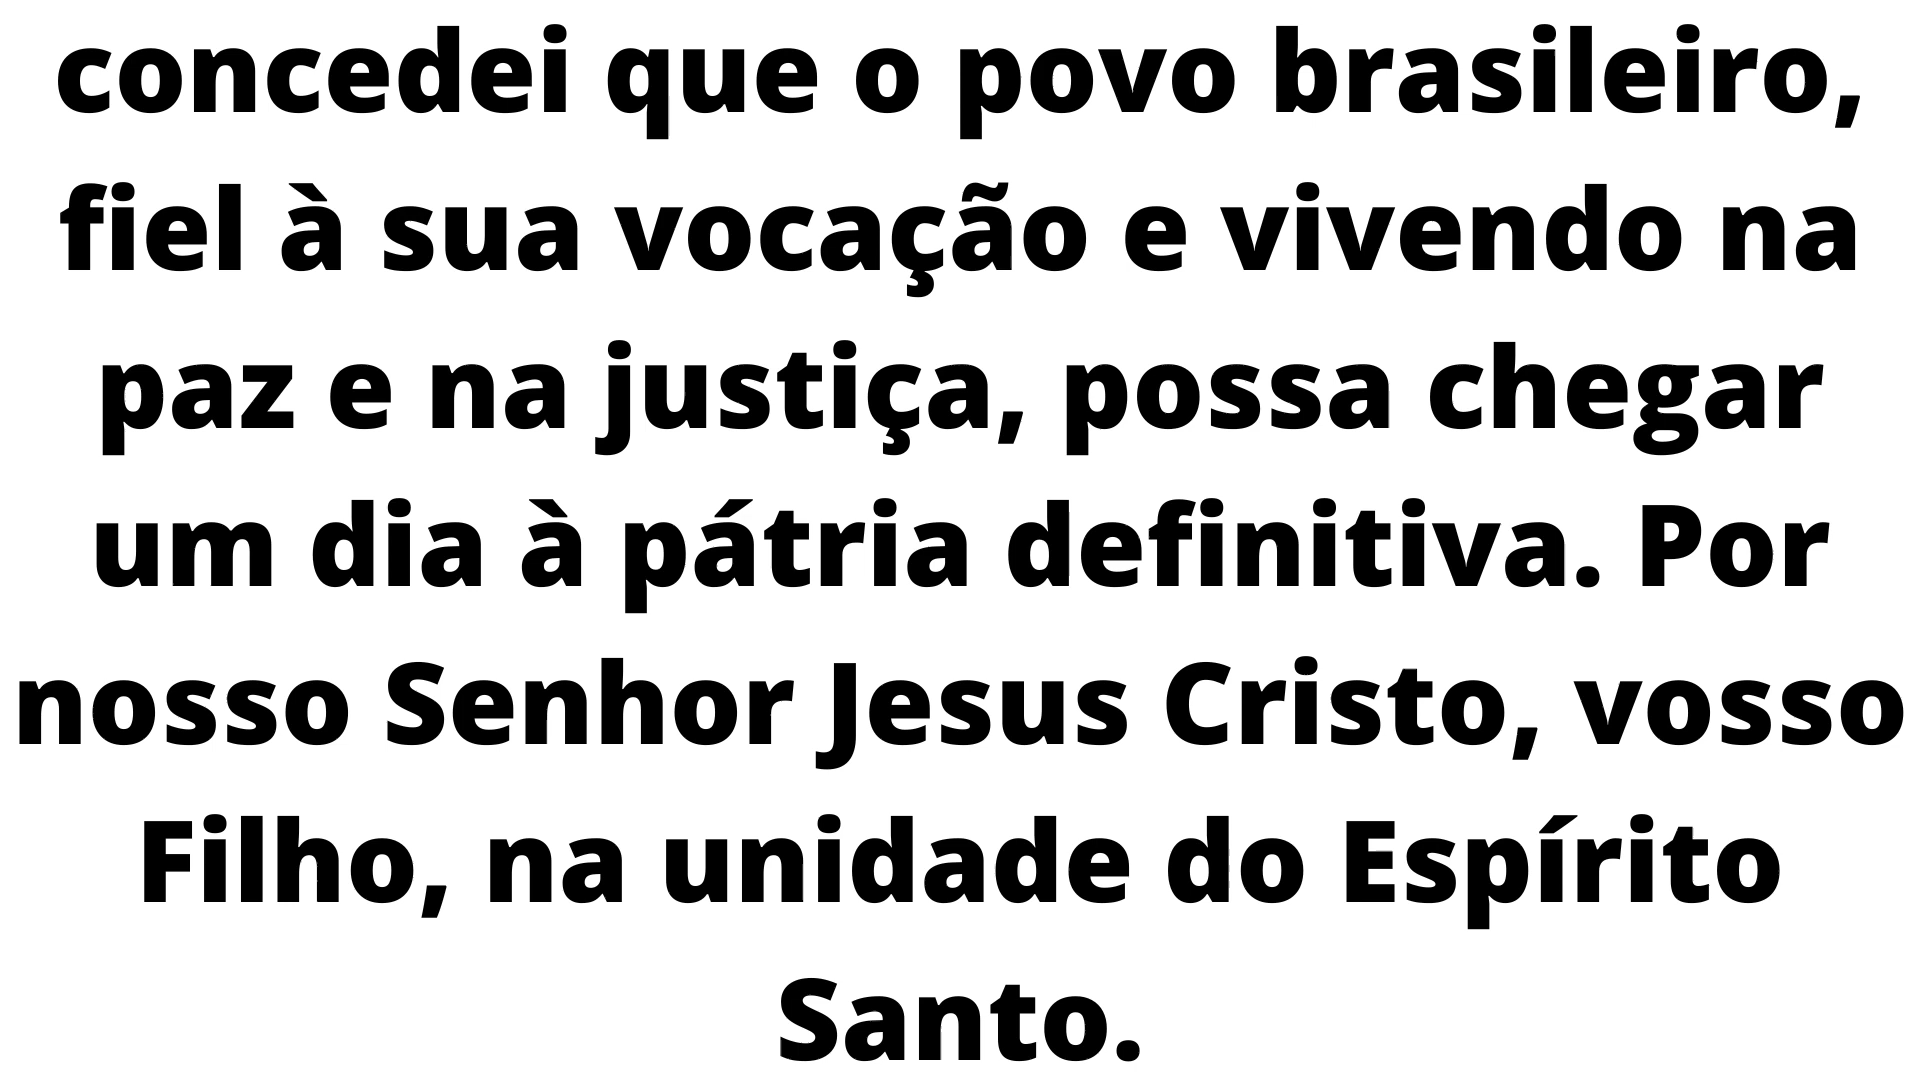 concedei que o povo brasileiro,
fiel à sua vocação e vivendo na
paz e na justiça, possa chegar
um dia à pátria definitiva. Por
nosso Senhor Jesus Cristo, vosso
Filho, na unidade do Espírito
Santo.